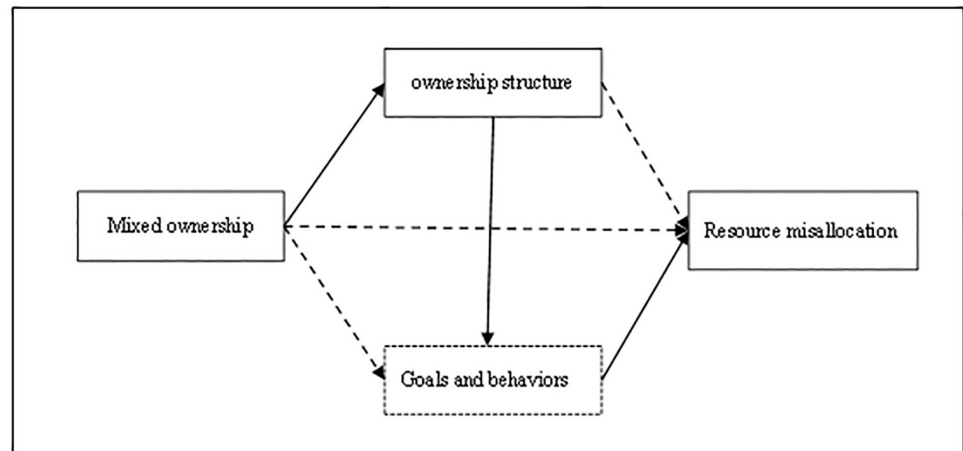 ownership structure
Mixed ownership
Resource misallocation
Goals and behaviors